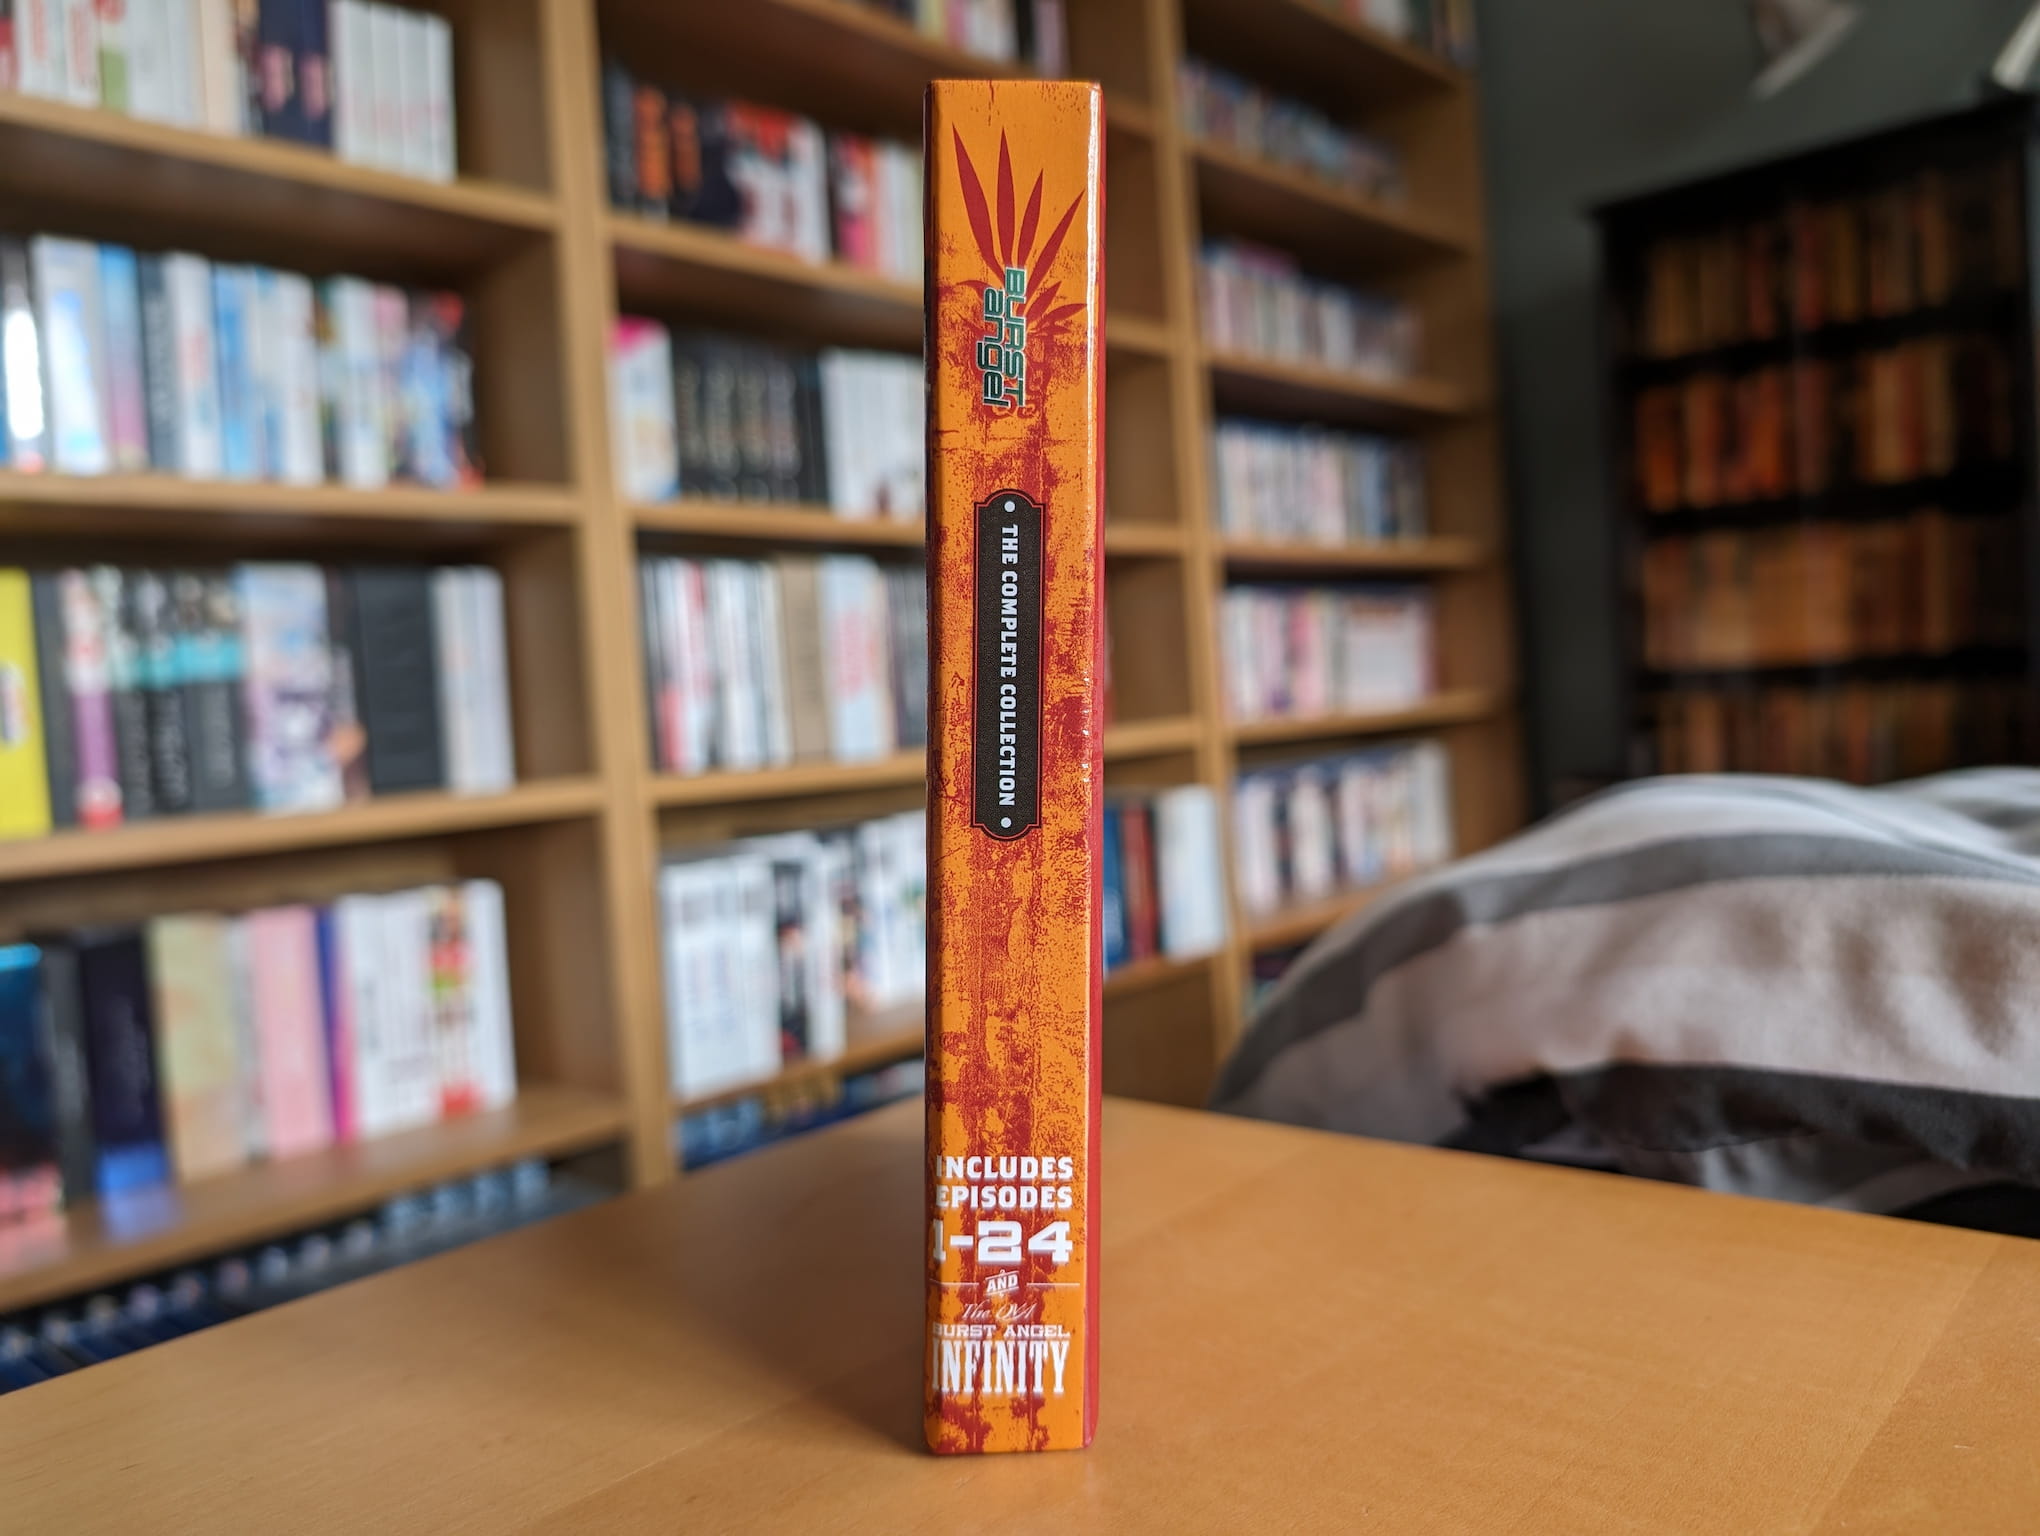 BURST
angel
THE COMPLETE COLLECTION
INCLUDES
EPISODES
1-24
AND
The OVA
BURST ANGEL
INFINITY